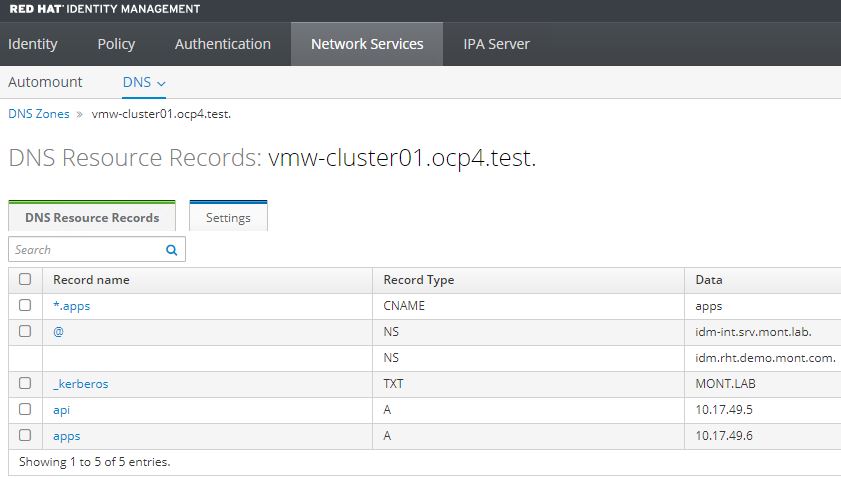 RED HAT® IDENTITY MANAGEMENT
Identity Policy Authentication Network Services IPA Server
Automount DNS
DNS Zones » vmw-cluster01.ocp4.test.
DNS Resource Records: vmw-cluster01.ocp4.test.
DNS Resource Records Settings
Search
Record name Record Type Data
*.apps CNAME apps
@ NS idm-int.srv.mont.lab.
NS idm.rht.demo.mont.com.
_kerberos TXT MONT.LAB
api A 10.17.49.5
apps A 10.17.49.6
Showing 1 to 5 of 5 entries.